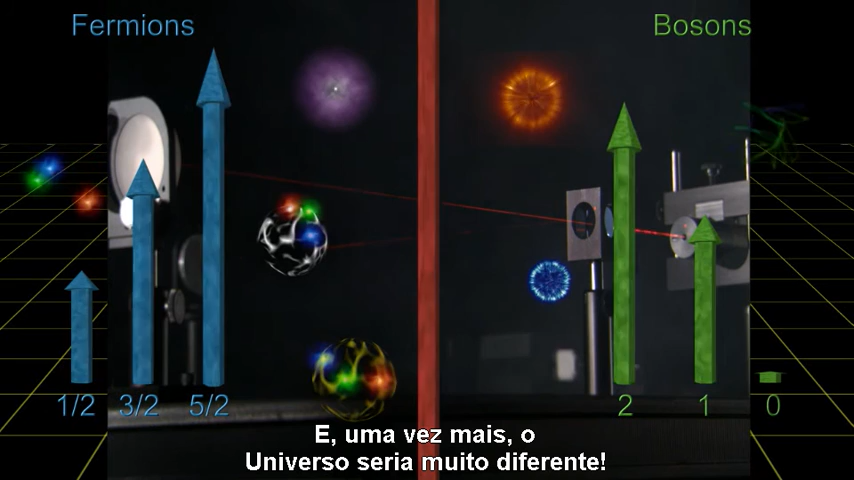 Fermions
Bosons
1/2 3/2 5/2
2 1 0
E, uma vez mais, o
Universo seria muito diferente!